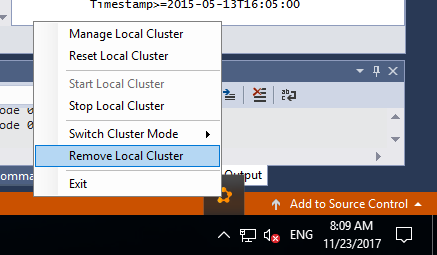 Timestamp>=2015-05-13T16:05:00
Manage Local Cluster
Reset Local Cluster
Start Local Cluster
Stop Local Cluster
Switch Cluster Mode
Remove Local Cluster
Exit
ode 0
ode 0
omma
Output
Add to Source Control
ENG
8:09 AM
11/23/2017